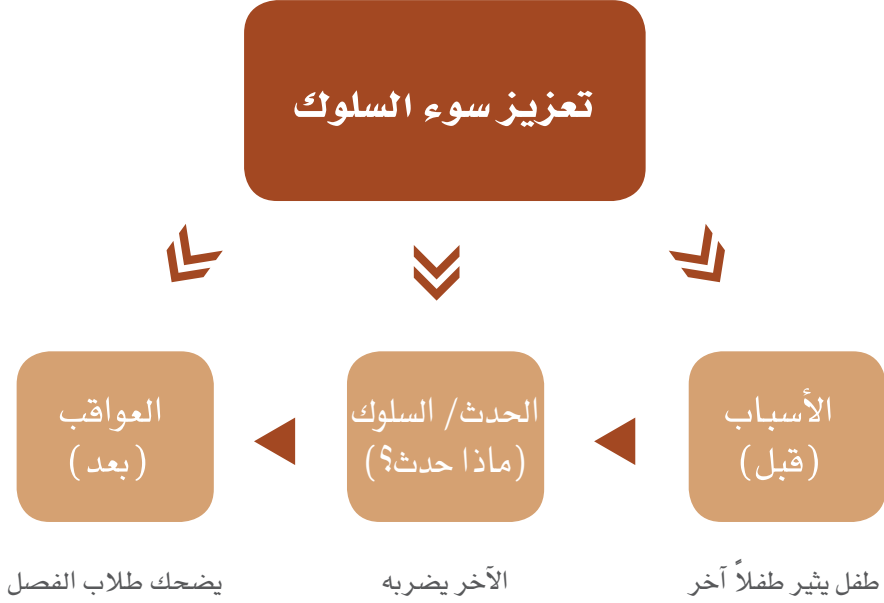 تعزيز سوء السلوك
الأسباب
(قبل)
الحدث/ السلوك
(ماذا حدث؟)
العواقب
(بعد)
طفل يثير طفلاً آخر
الآخر يضربه
يضحك طلاب الفصل